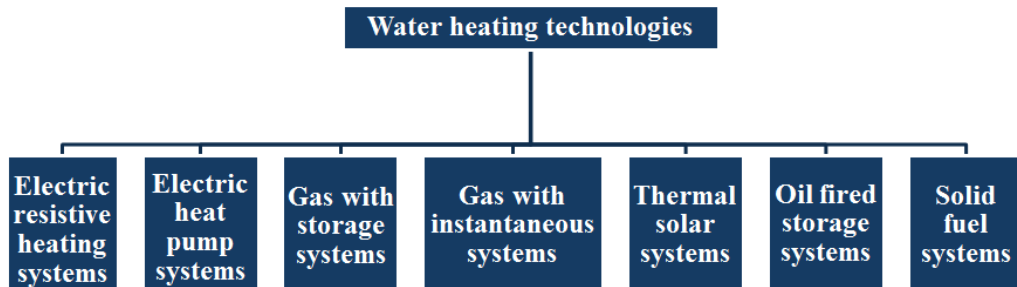 Water heating technologies
Electric
resistive
heating
systems
Electric
heat
pump
systems
Gas with
storage
systems
Gas with
instantaneous
systems
Thermal
solar
systems
Oil fired
storage
systems
Solid
fuel
systems